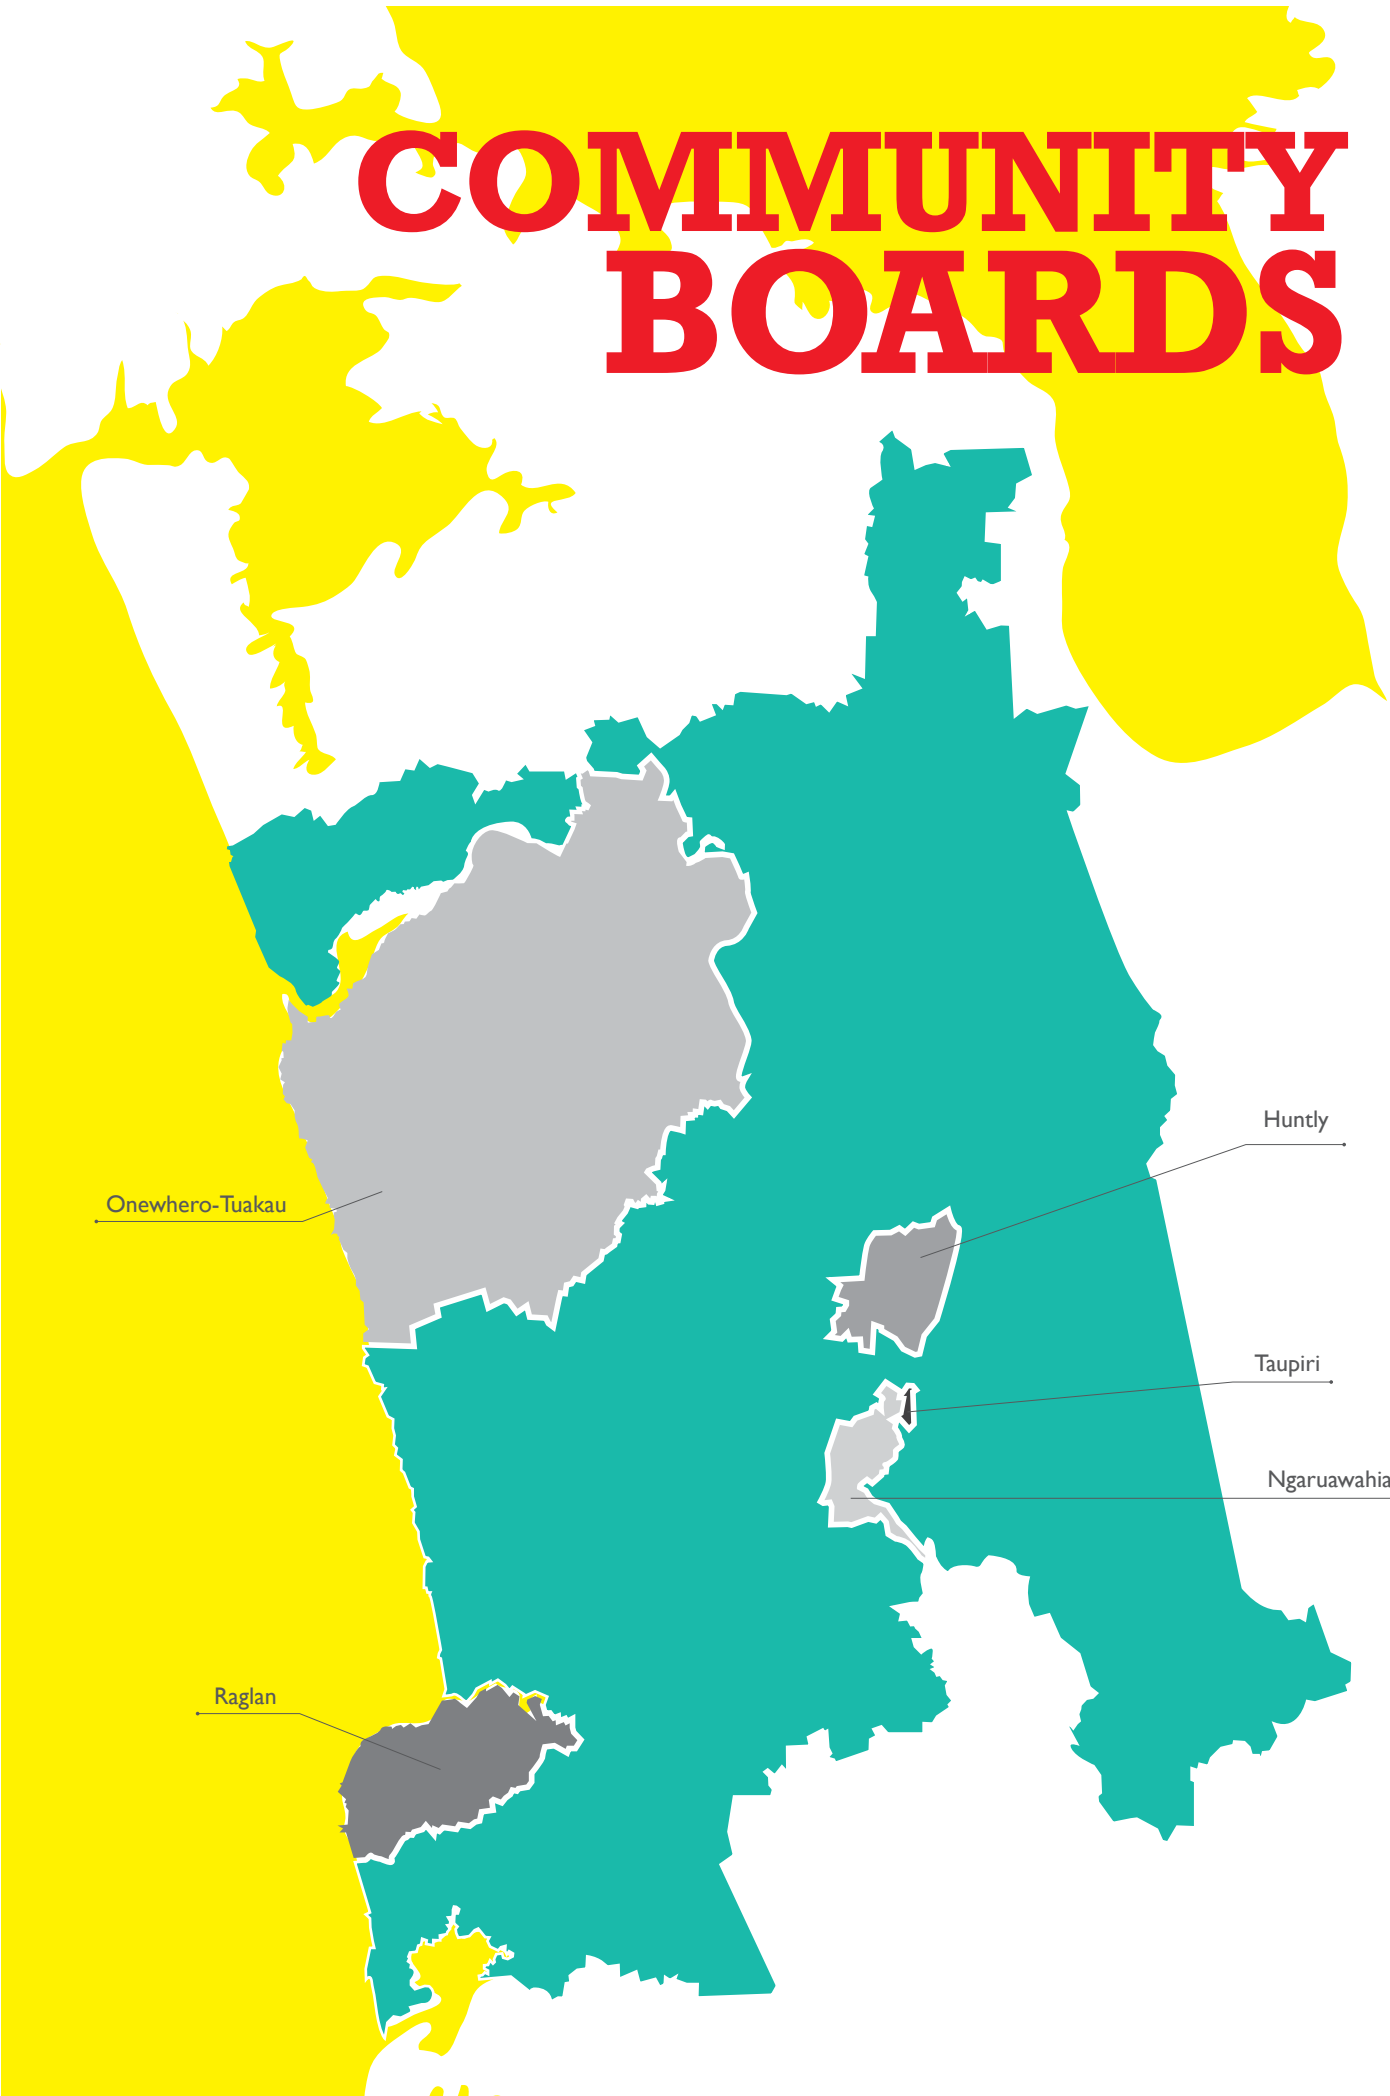 COMMUNITY
BOARDS
Huntly
Onewhero-Tuakau
Taupiri
Ngaruawahia
Raglan